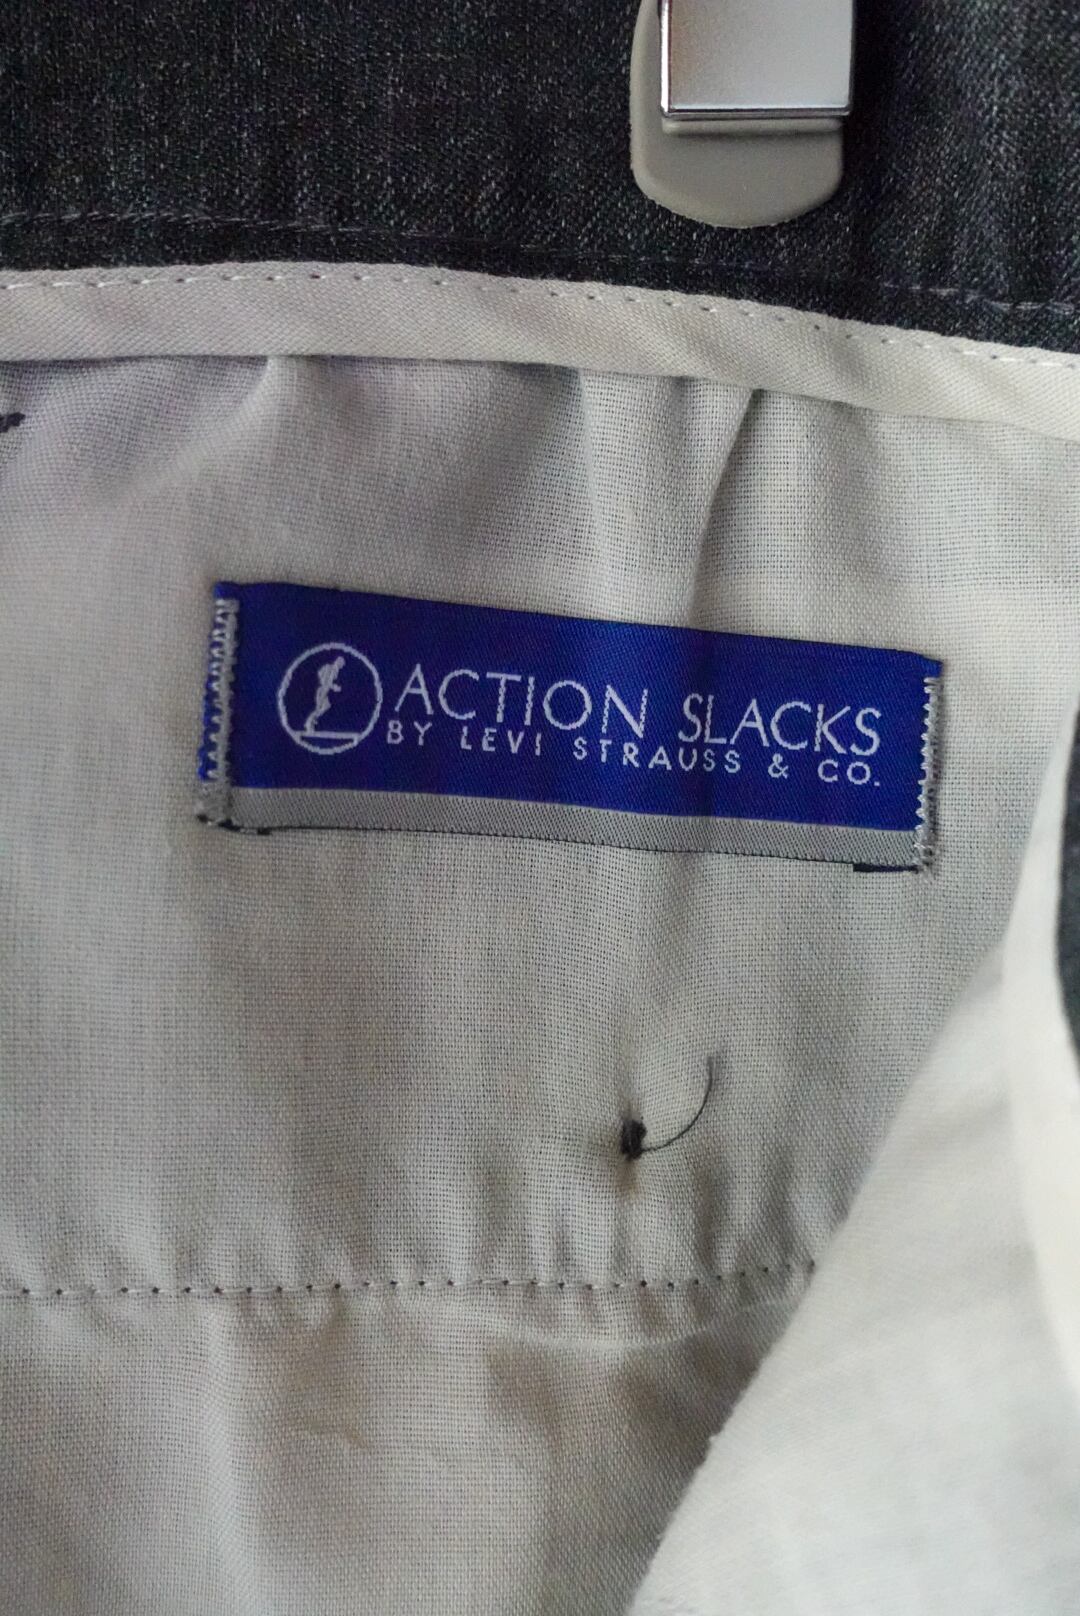 ACTION SLACKS
BY LEVI STRAUSS & CO.